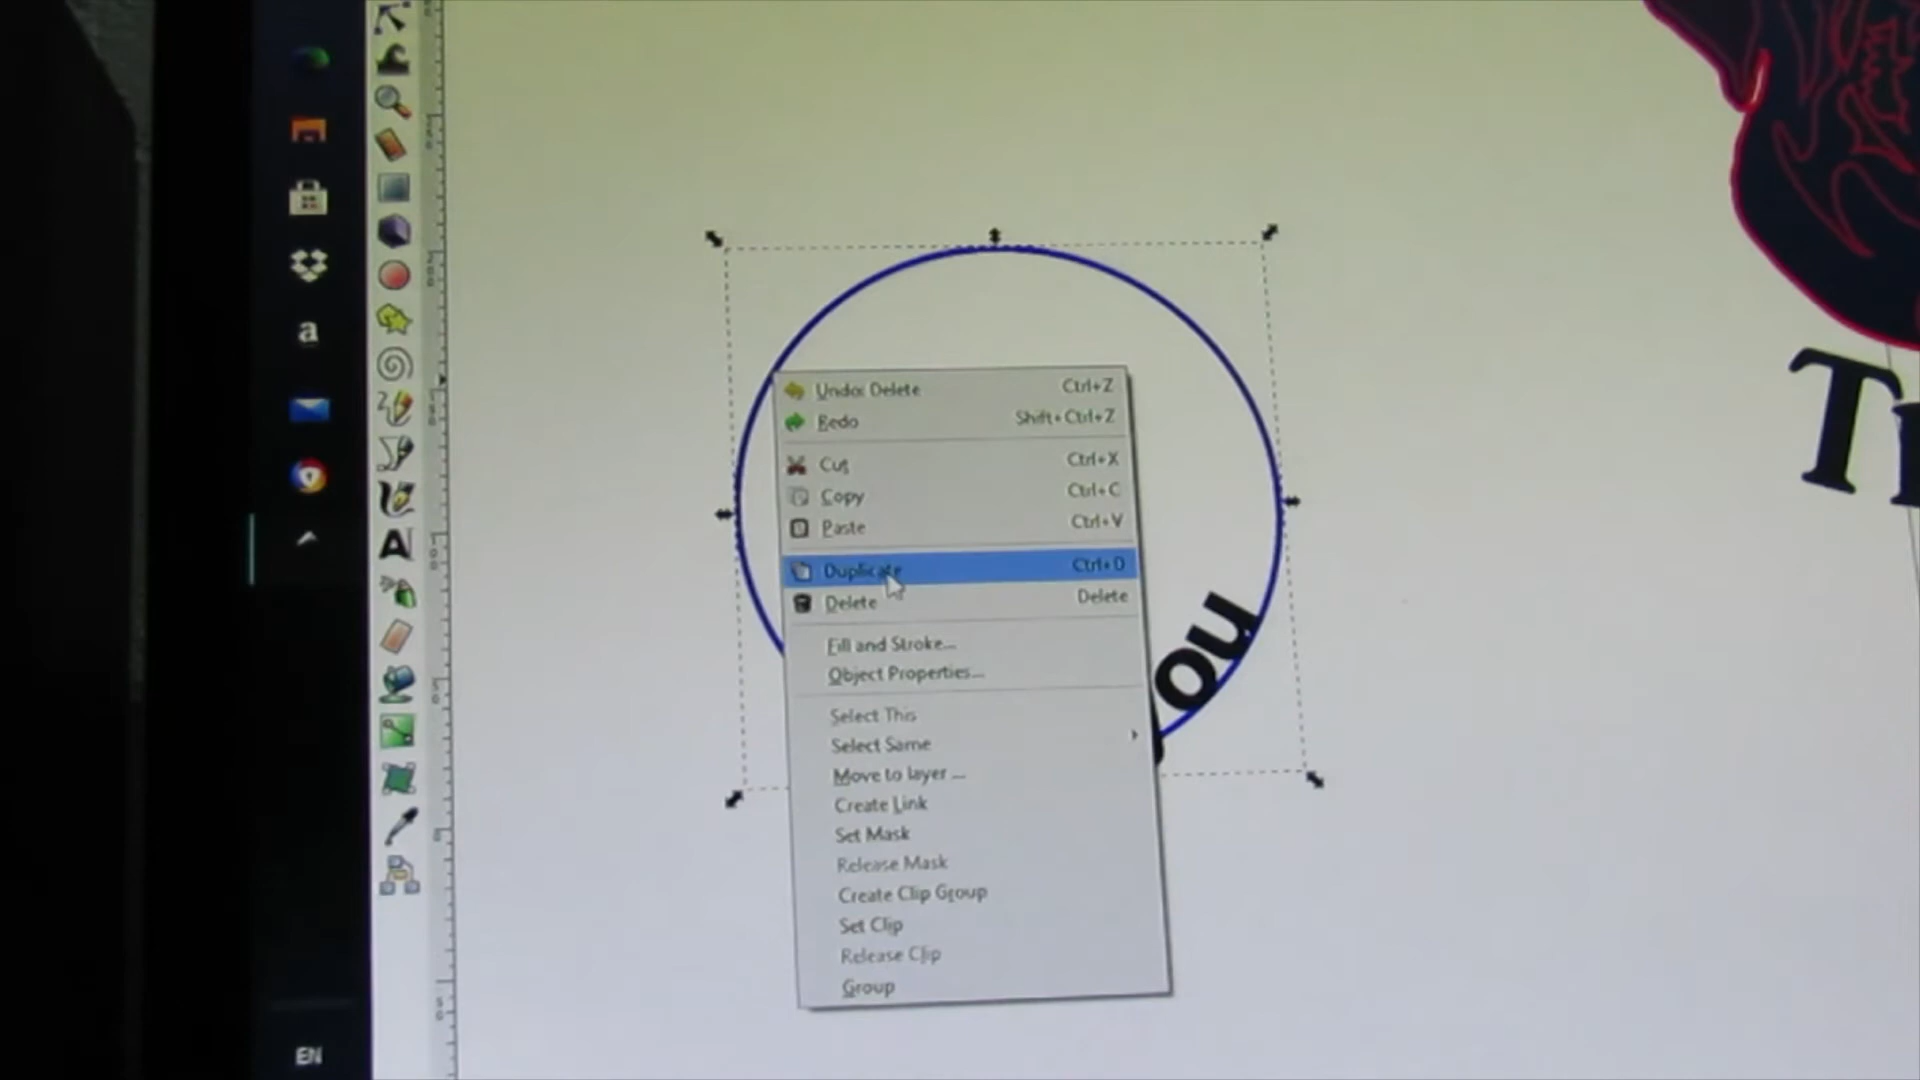 a
EN
Undo: Delete Ctrl+Z
Redo Shift+Ctrl+Z
Cut Ctrl+X
Copy Ctrl+C
Paste Ctrl+V
Duplicate Ctrl+D
Delete Delete
Fill and Stroke...
Object Properties...
Select This
Select Same
Move to layer ...
Create Link
Set Mask
Release Mask
Create Clip Group
Set Clip
Release Clip
Group
you